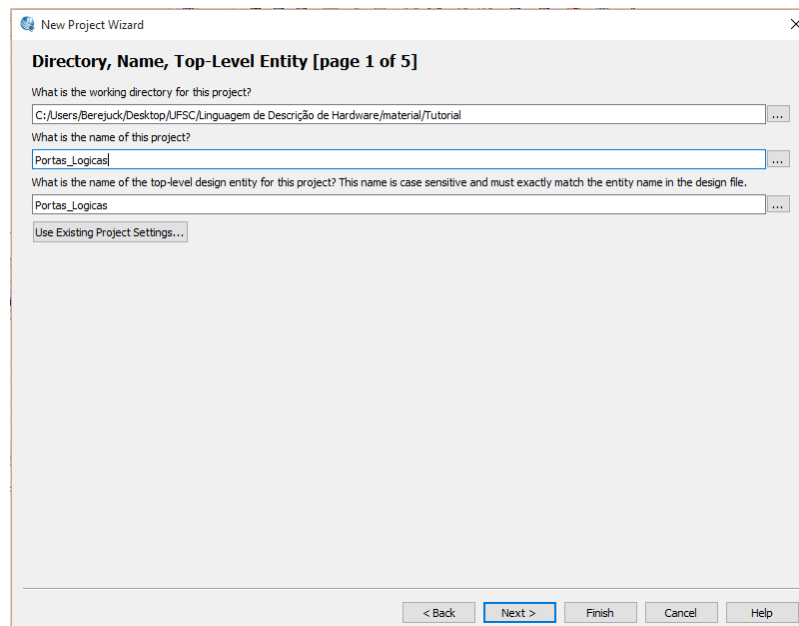 New Project Wizard
Directory, Name, Top-Level Entity [page 1 of 5]
What is the working directory for this project?
C:/Users/Berejuck/Desktop/UFSC/Linguagem de Descrição de Hardware/material/Tutorial
...
What is the name of this project?
Portas_Logicas
...
What is the name of the top-level design entity for this project? This name is case sensitive and must exactly match the entity name in the design file.
Portas_Logicas
...
Use Existing Project Settings...
< Back
Next >
Finish
Cancel
Help